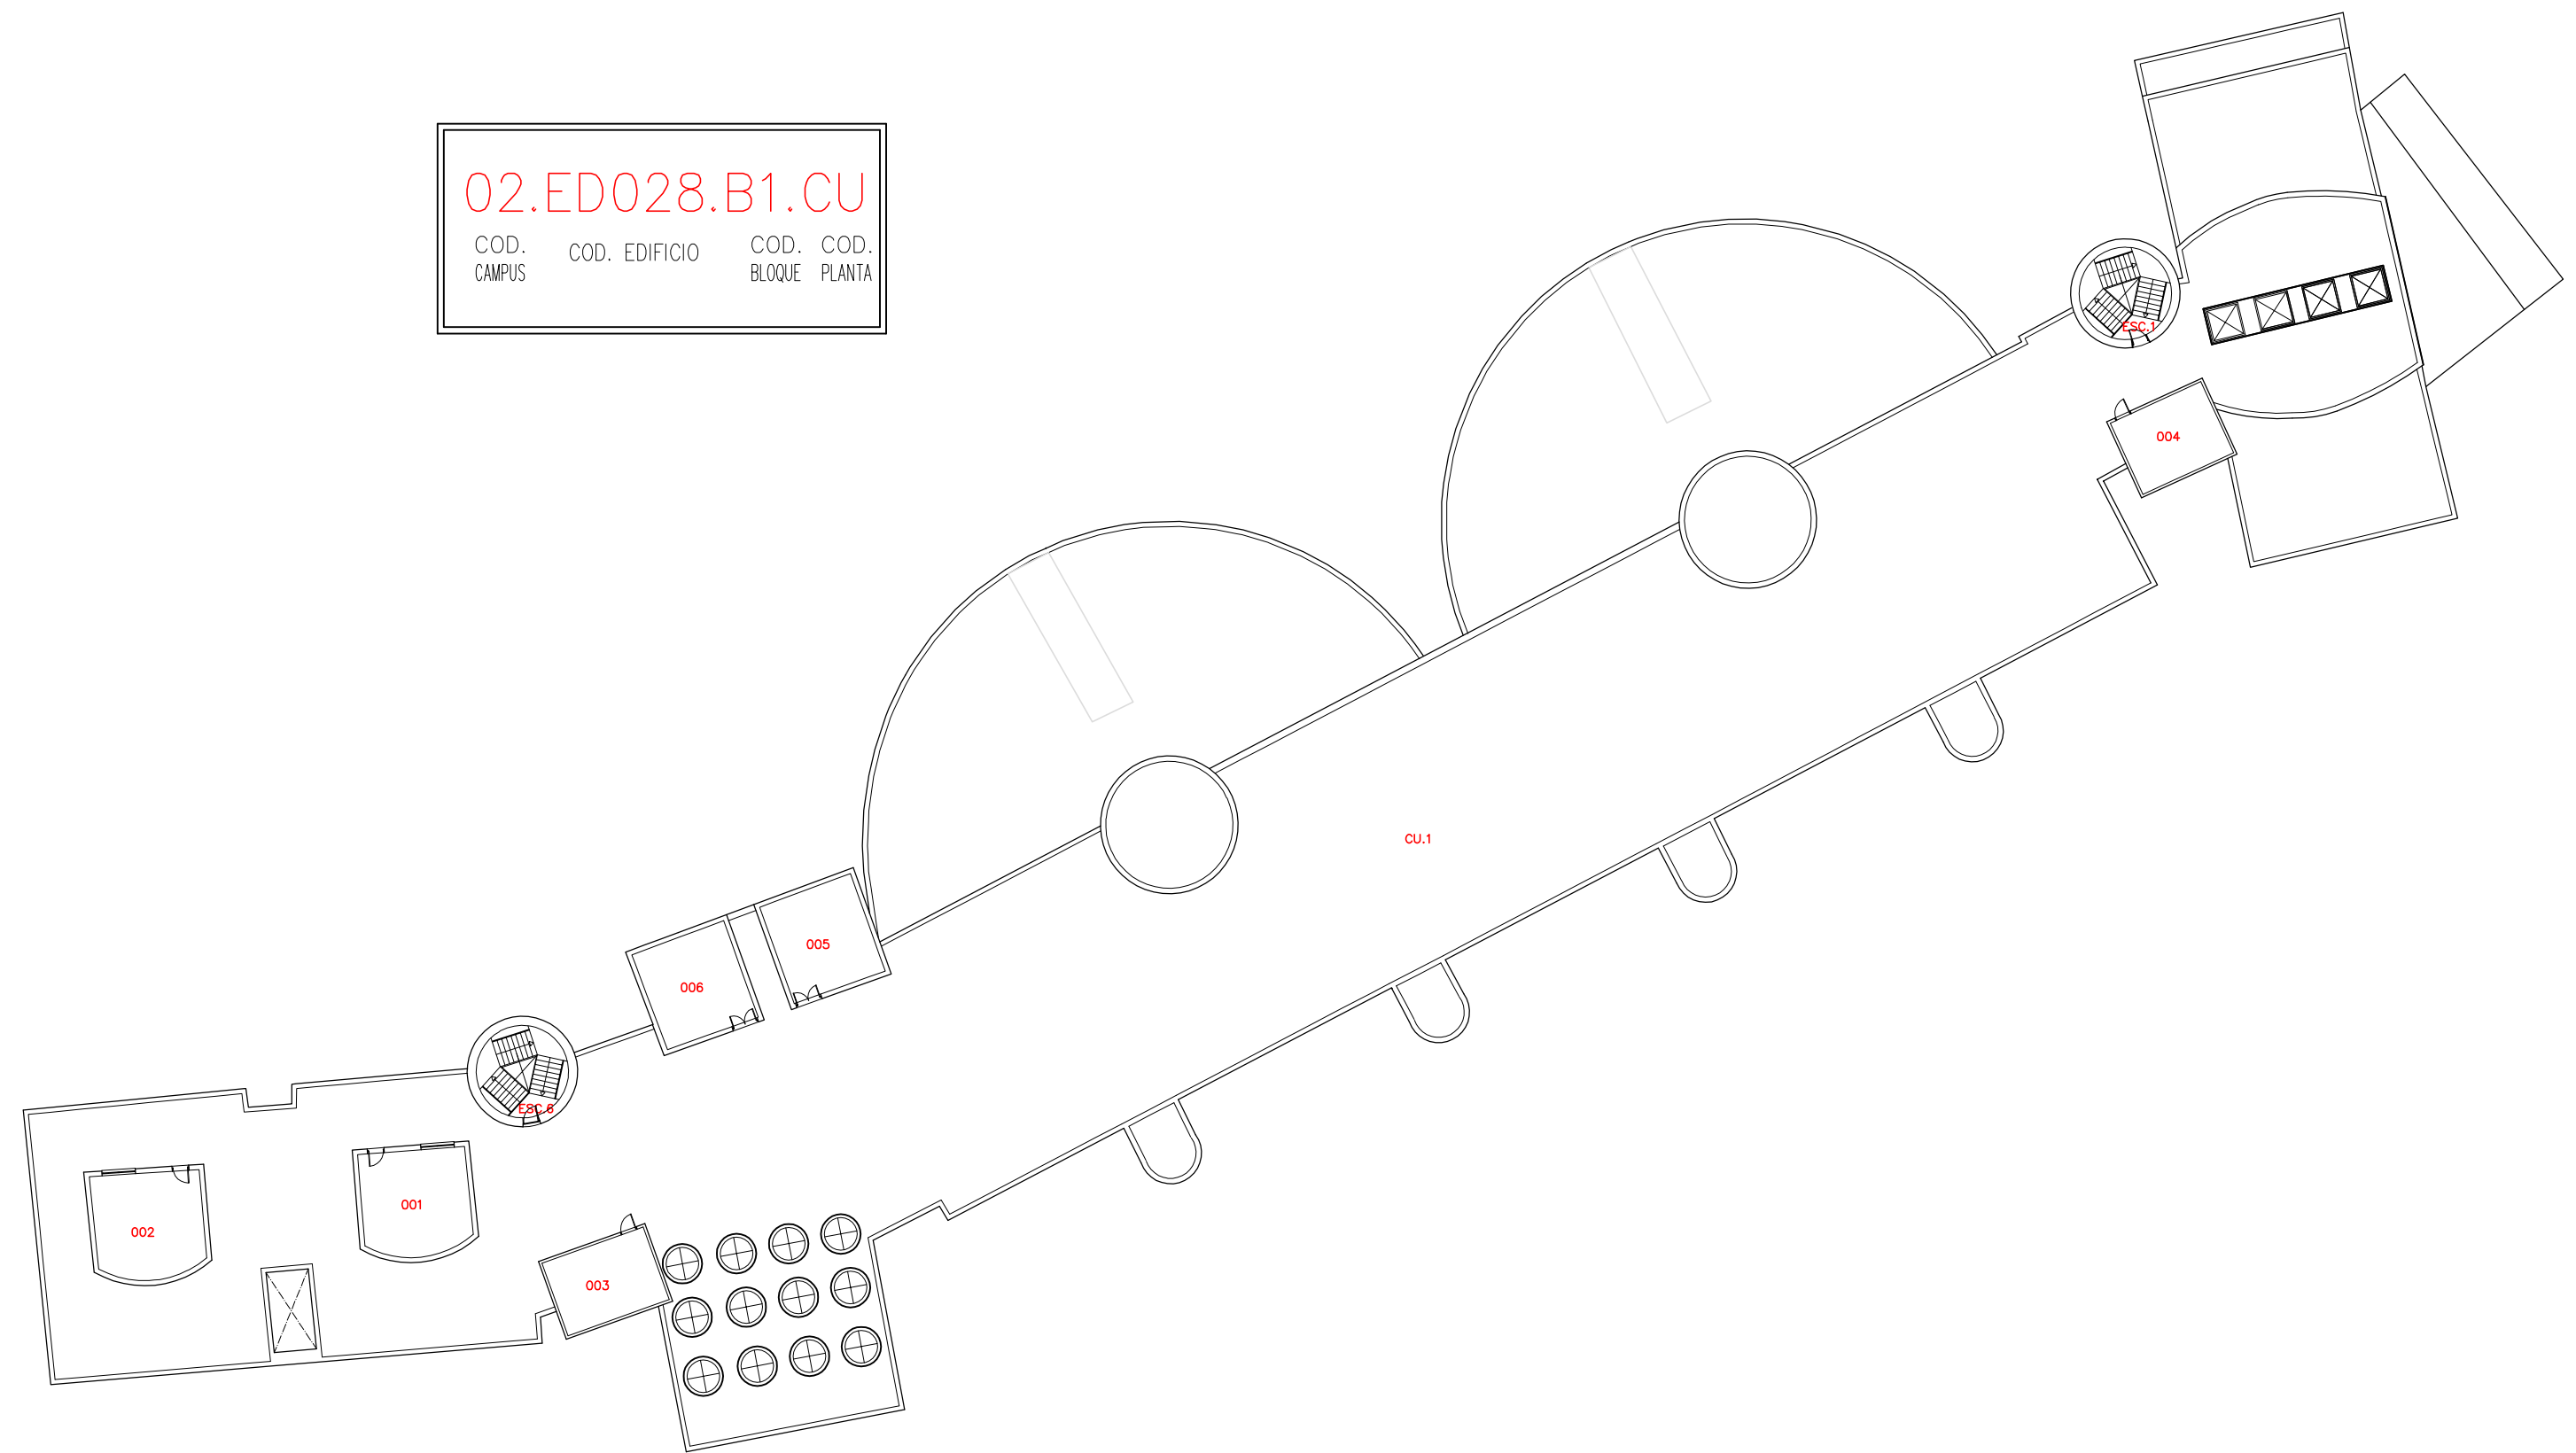 02.ED028.B1.CU
COD. CAMPUS
COD. EDIFICIO
COD. BLOQUE
COD. PLANTA
ESC.1
004
CU.1
005
006
ESC.6
001
002
003